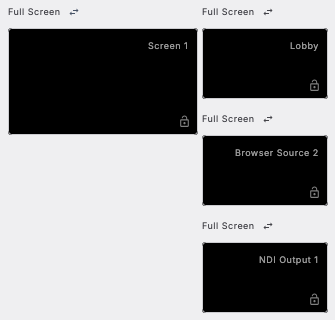 Full Screen
Screen 1
Full Screen
Lobby
Full Screen
Browser Source 2
Full Screen
NDI Output 1